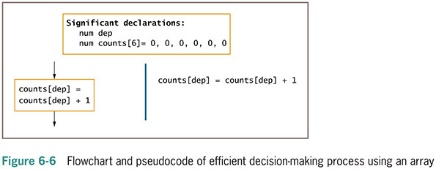 Significant declarations:
num dep
num counts[6]= 0, 0, 0, 0, 0, 0
counts[dep] =
counts[dep] + 1
counts[dep] = counts[dep] + 1
Figure 6-6 Flowchart and pseudocode of efficient decision-making process using an array